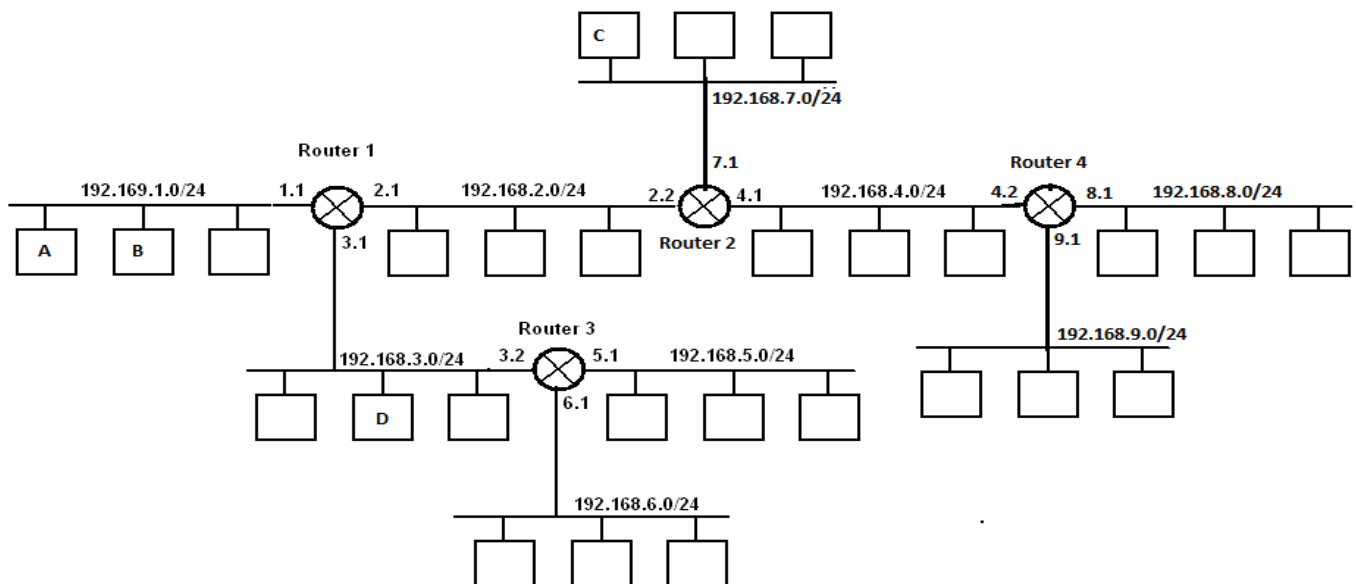 C
192.168.7.0/24
Router 1
7.1
Router 4
192.169.1.0/24
1.1
2.1
192.168.2.0/24
2.2
4.1
192.168.4.0/24
4.2
8.1
192.168.8.0/24
A
B
3.1
Router 2
9.1
Router 3
192.168.9.0/24
192.168.3.0/24
3.2
5.1
192.168.5.0/24
D
6.1
192.168.6.0/24